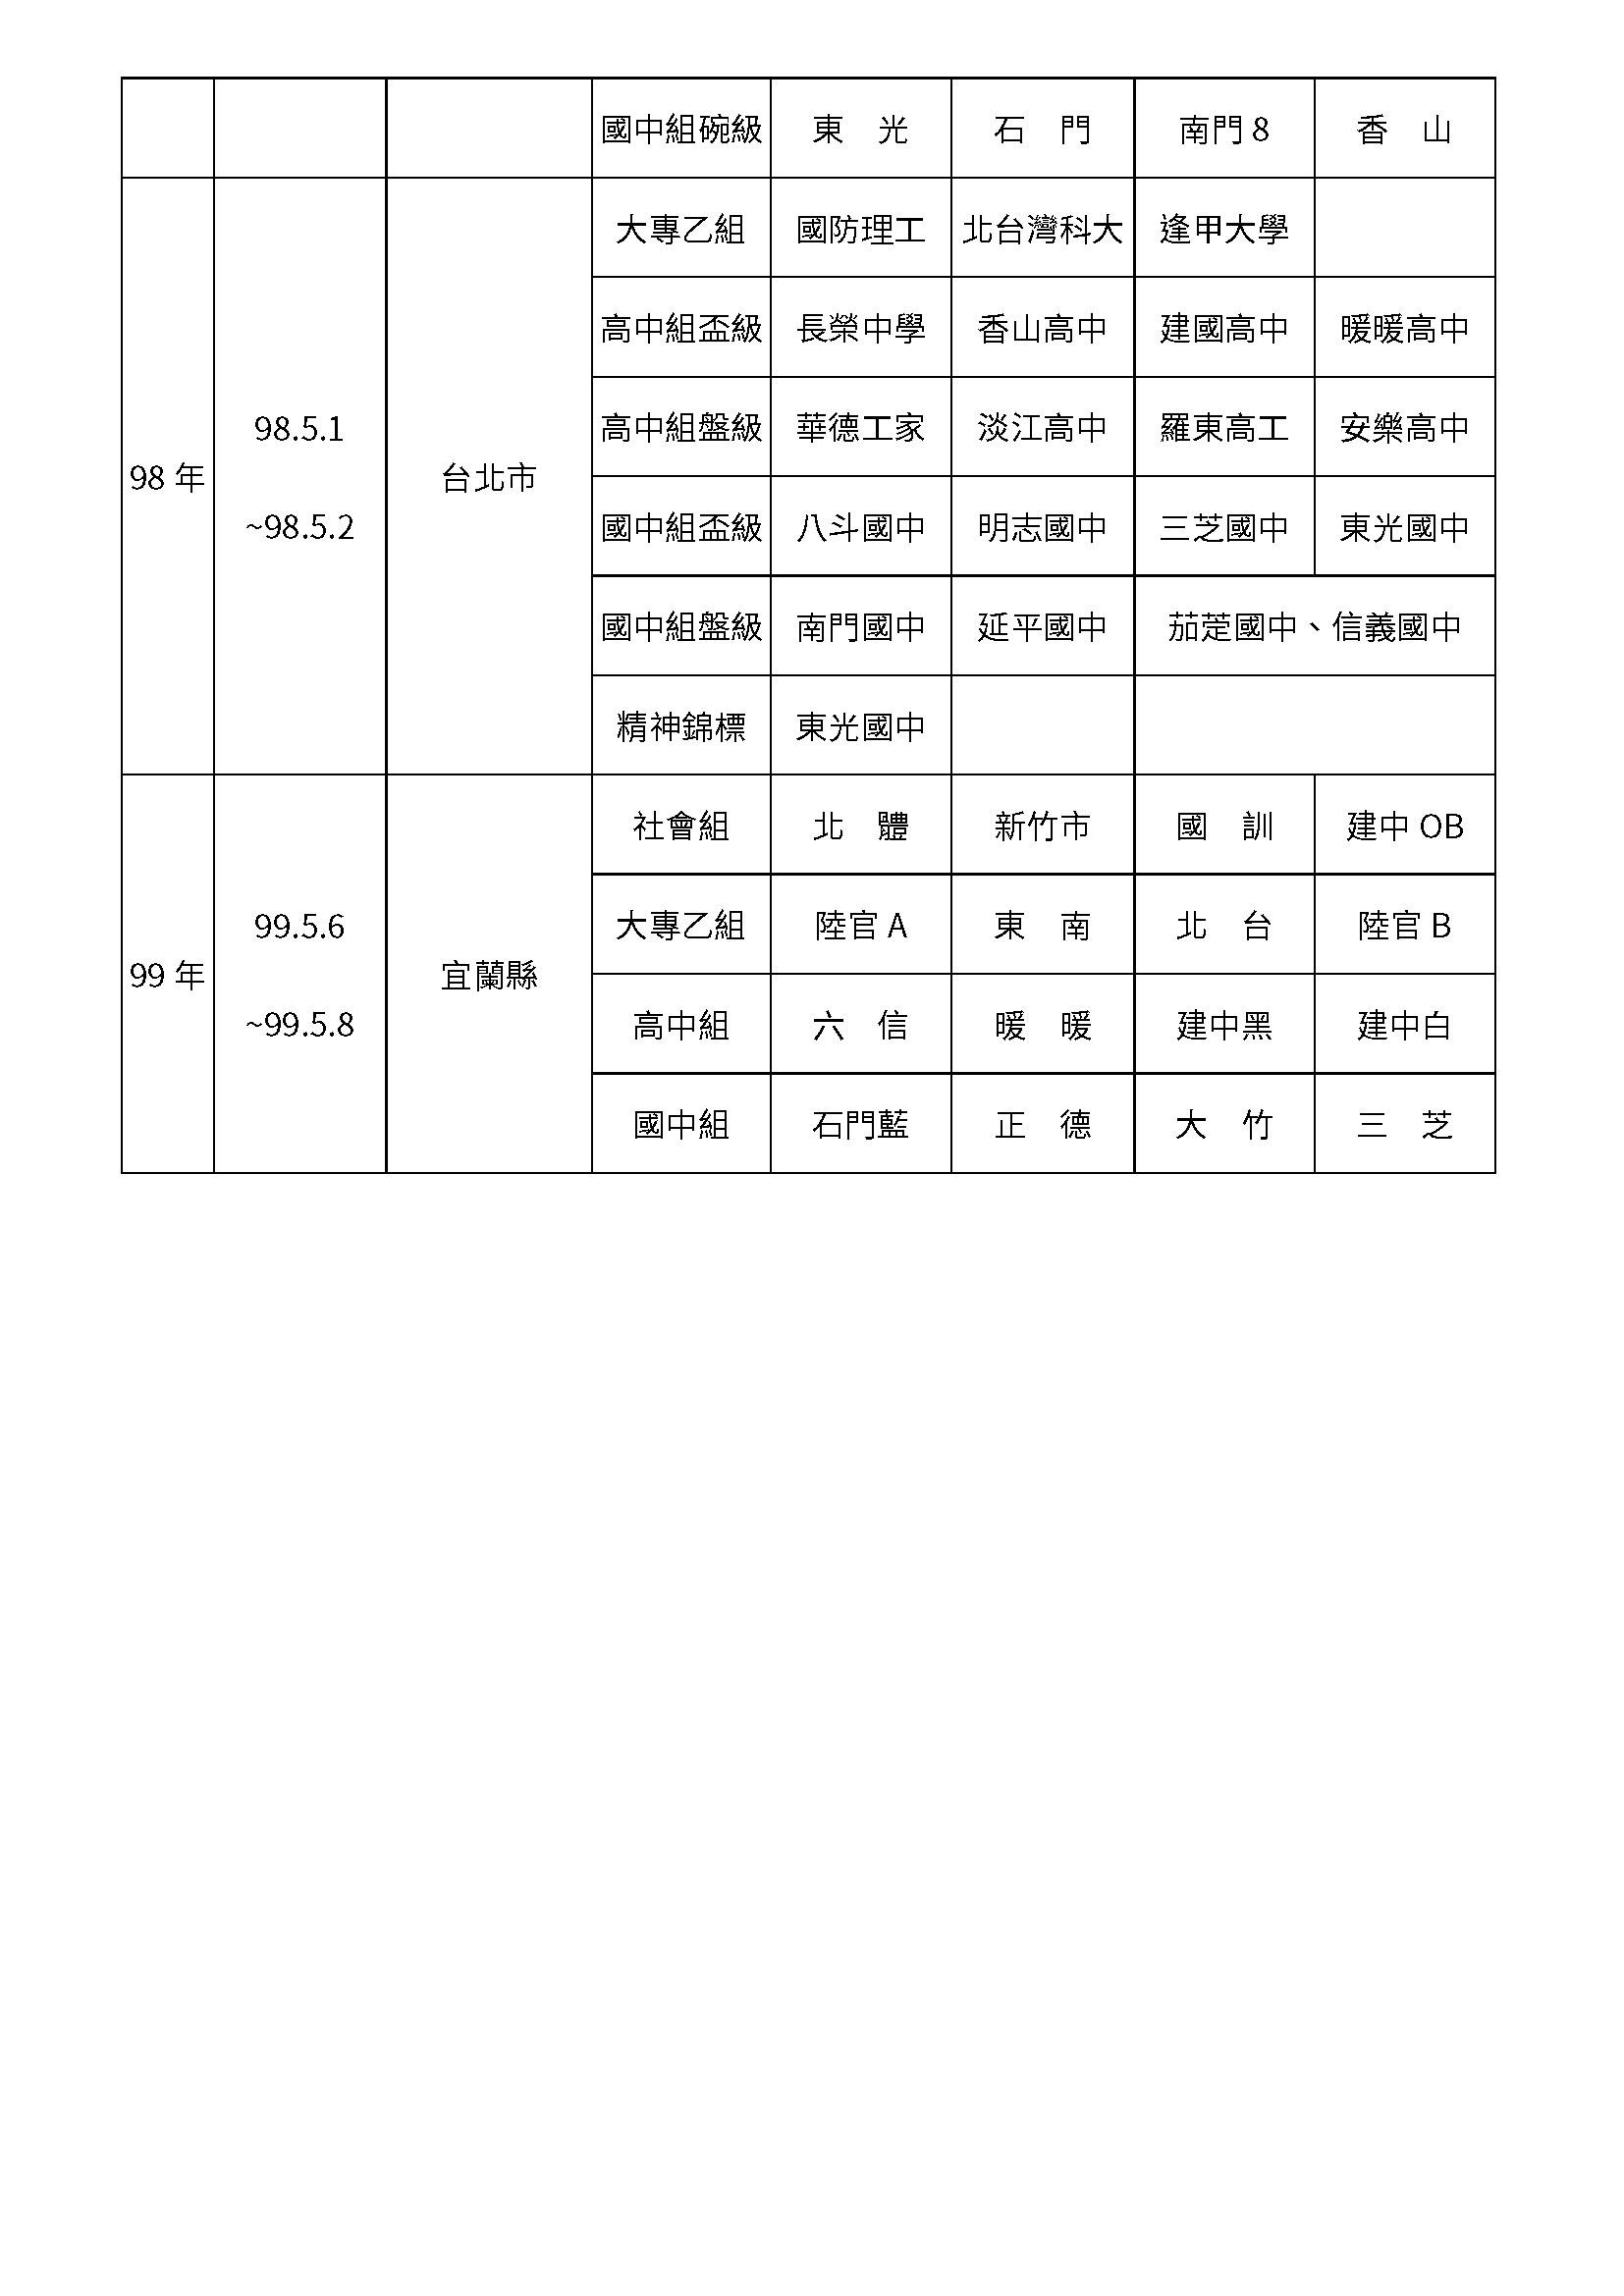 國中組碗級 東　光 石　門 南門 8 香　山
98 年 98.5.1 ~98.5.2 台北市
大專乙組 國防理工 北台灣科大 逢甲大學
高中組盃級 長榮中學 香山高中 建國高中 暖暖高中
高中組盤級 華德工家 淡江高中 羅東高工 安樂高中
國中組盃級 八斗國中 明志國中 三芝國中 東光國中
國中組盤級 南門國中 延平國中 茄萣國中、信義國中
精神錦標 東光國中
99 年 99.5.6 ~99.5.8 宜蘭縣
社會組 北　體 新竹市 國　訓 建中 OB
大專乙組 陸官 A 東　南 北　台 陸官 B
高中組 六　信 暖　暖 建中黑 建中白
國中組 石門藍 正　德 大　竹 三　芝